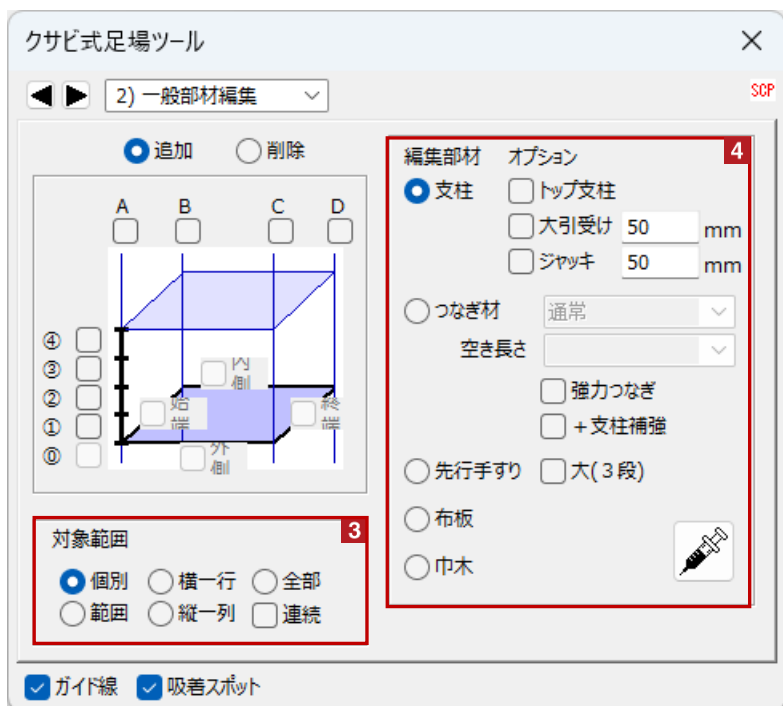 クサビ式足場ツール
2) 一般部材編集
SCP
追加 削除
A B C D
④
③
②
①
⓪
内側
始端
終端
外側
3
対象範囲
個別 横一行 全部
範囲 縦一列 連続
4
編集部材 オプション
支柱 トップ支柱
大引受け 50 mm
ジャッキ 50 mm
つなぎ材 通常
空き長さ
強力つなぎ
+支柱補強
先行手すり 大(3段)
布板
巾木
ガイド線 吸着スポット